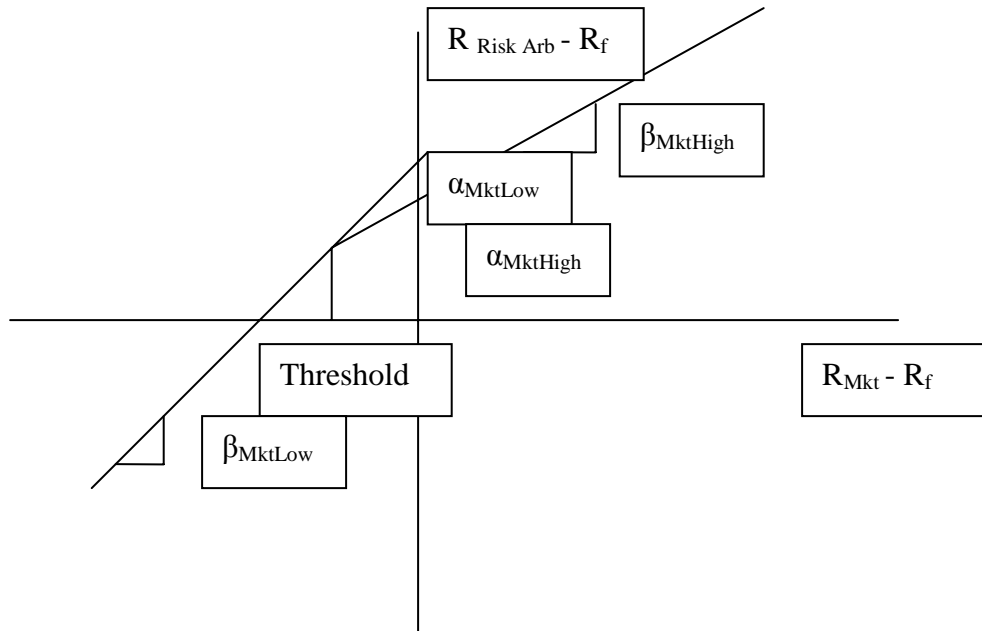 R Risk Arb - Rf
βMktHigh
αMktLow
αMktHigh
Threshold
RMkt - Rf
βMktLow